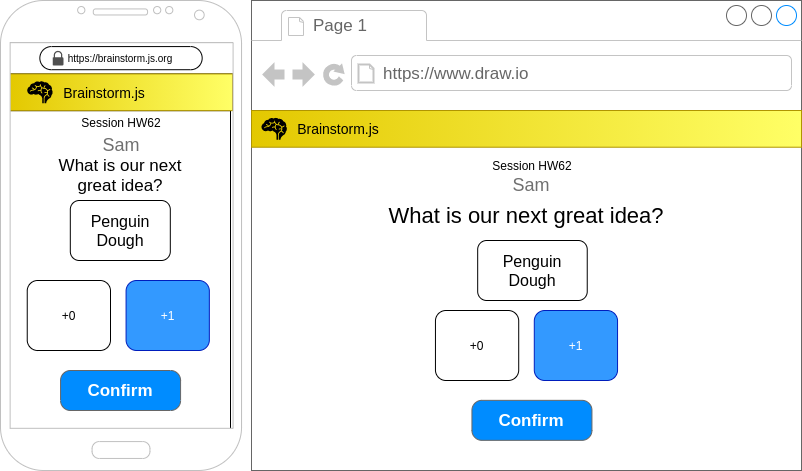 https://brainstorm.js.org
Brainstorm.js
Session HW62
Sam
What is our next
great idea?
Penguin
Dough
+0
+1
Confirm
Page 1
https://www.draw.io
Brainstorm.js
Session HW62
Sam
What is our next great idea?
Penguin
Dough
+0
+1
Confirm